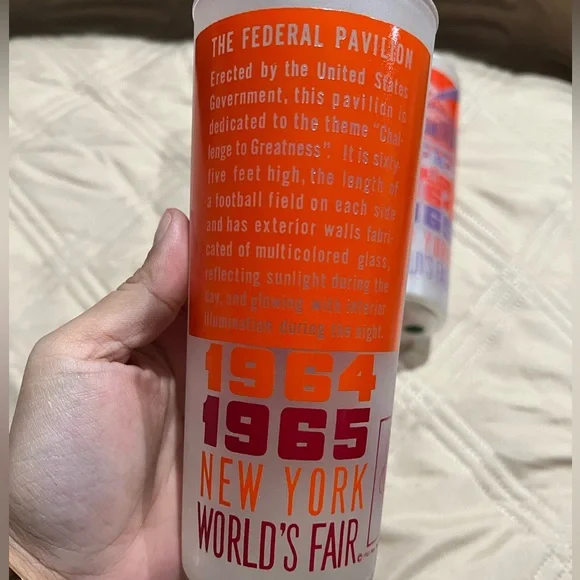 THE FEDERAL PAVILION
Erected by the United States
Government, this pavilion is
dedicated to the theme "Chal-
lenge to Greatness". It is sixty-
five feet high, the length of
a football field on each side
and has exterior walls fabri-
cated of multicolored glass,
reflecting sunlight during the
day, and glowing with interior
illumination during the night.
1964
1965
NEW YORK
WORLD'S FAIR
©
1965